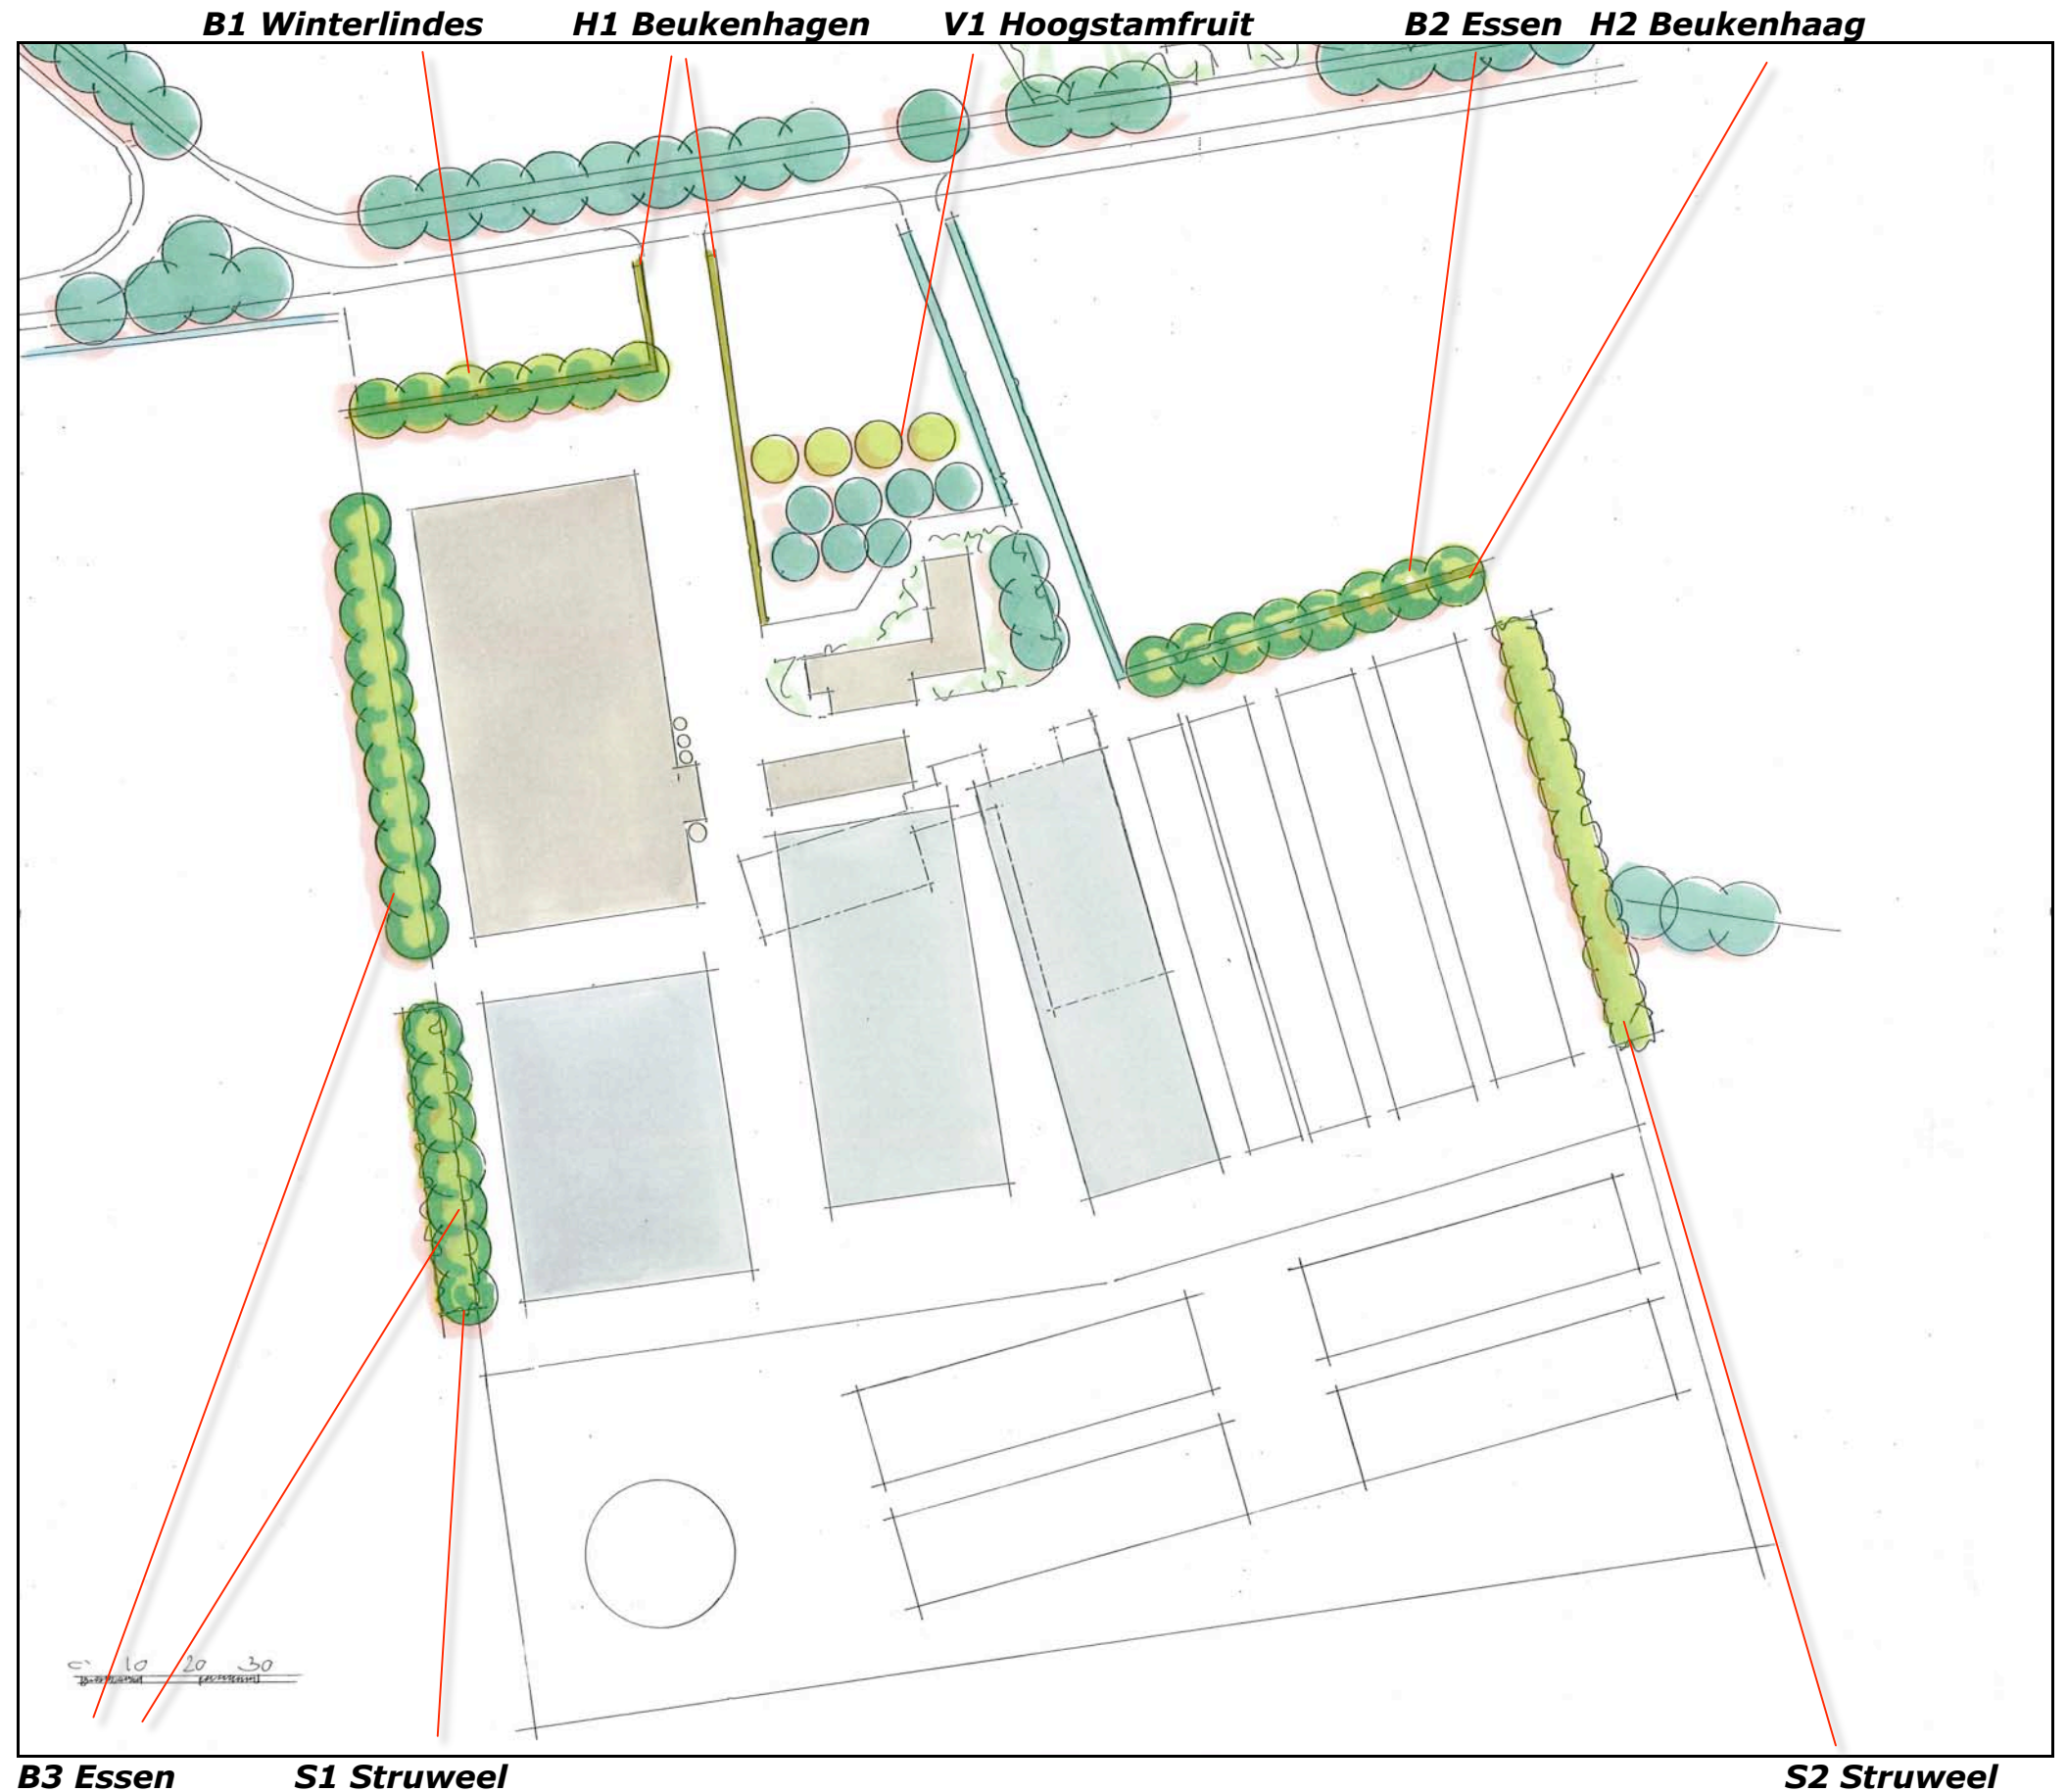 B1 Winterlindes H1 Beukenhagen V1 Hoogstamfruit B2 Essen H2 Beukenhaag
0 10 20 30
B3 Essen S1 Struweel S2 Struweel